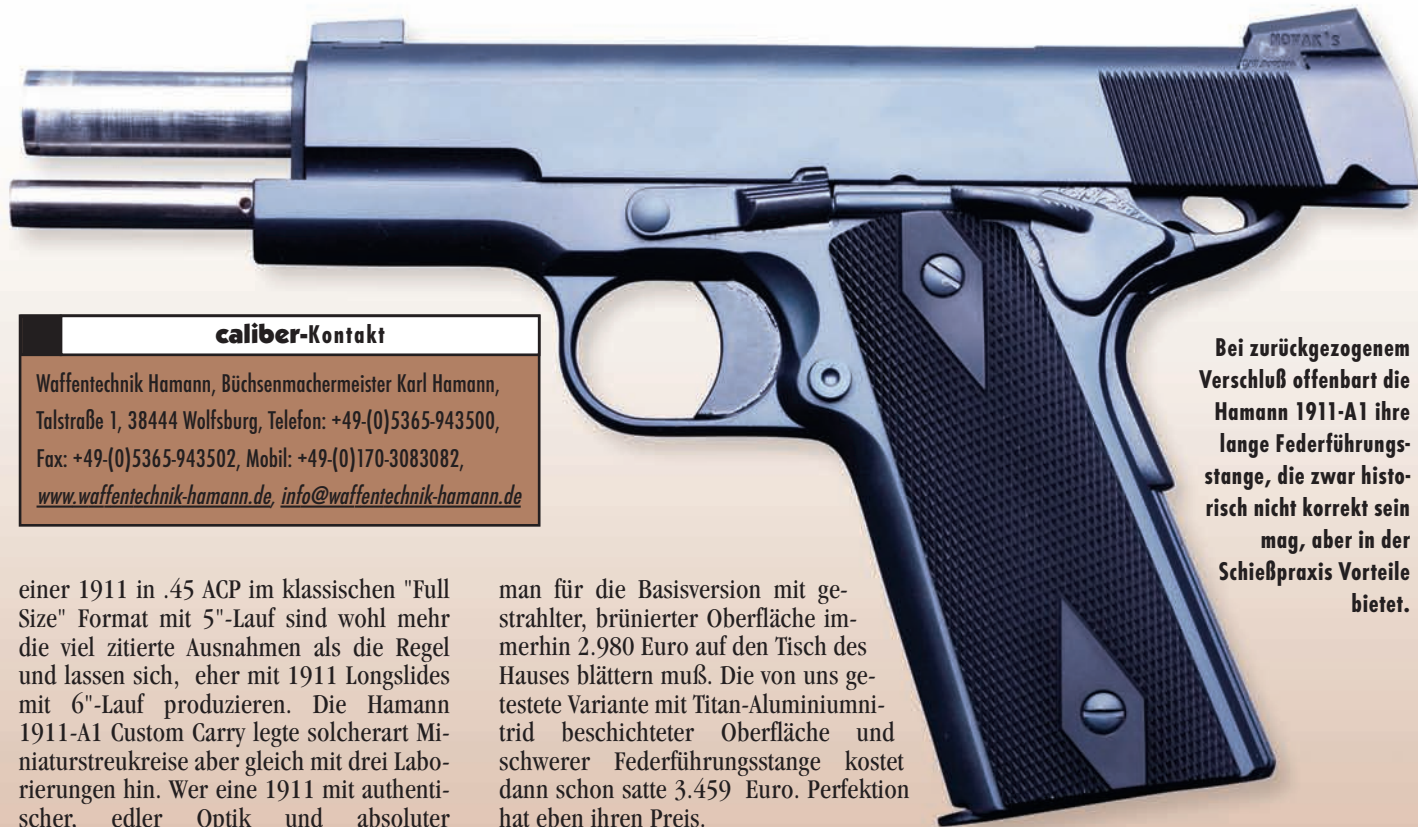 NOVAK'S
caliber-Kontakt
Waffentechnik Hamann, Büchsenmachermeister Karl Hamann,
Talstraße 1, 38444 Wolfsburg, Telefon: +49-(0)5365-943500,
Fax: +49-(0)5365-943502, Mobil: +49-(0)170-3083082,
www.waffentechnik-hamann.de, info@waffentechnik-hamann.de
Bei zurückgezogenem
Verschluß offenbart die
Hamann 1911-A1 ihre
lange Federführungs-
stange, die zwar histo-
risch nicht korrekt sein
mag, aber in der
Schießpraxis Vorteile
bietet.
einer 1911 in .45 ACP im klassischen "Full
Size" Format mit 5"-Lauf sind wohl mehr
die viel zitierte Ausnahmen als die Regel
und lassen sich, eher mit 1911 Longslides
mit 6"-Lauf produzieren. Die Hamann
1911-A1 Custom Carry legte solcherart Mi-
niaturstreukreise aber gleich mit drei Labo-
rierungen hin. Wer eine 1911 mit authenti-
scher, edler Optik und absoluter
man für die Basisversion mit ge-
strahlter, brünierter Oberfläche im-
merhin 2.980 Euro auf den Tisch des
Hauses blättern muß. Die von uns ge-
testete Variante mit Titan-Aluminiumni-
trid beschichteter Oberfläche und
schwerer Federführungsstange kostet
dann schon satte 3.459 Euro. Perfektion
hat eben ihren Preis.